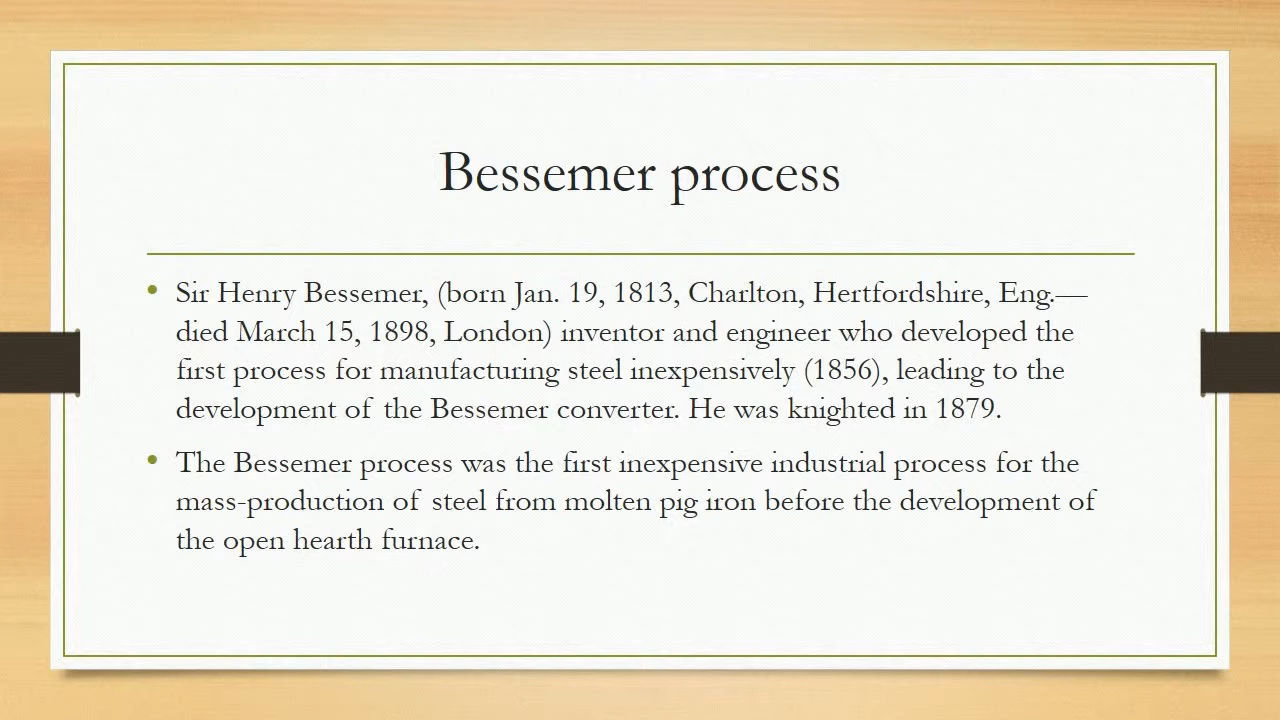 Bessemer process
• Sir Henry Bessemer, (born Jan. 19, 1813, Charlton, Hertfordshire, Eng.—
died March 15, 1898, London) inventor and engineer who developed the
first process for manufacturing steel inexpensively (1856), leading to the
development of the Bessemer converter. He was knighted in 1879.
• The Bessemer process was the first inexpensive industrial process for the
mass-production of steel from molten pig iron before the development of
the open hearth furnace.